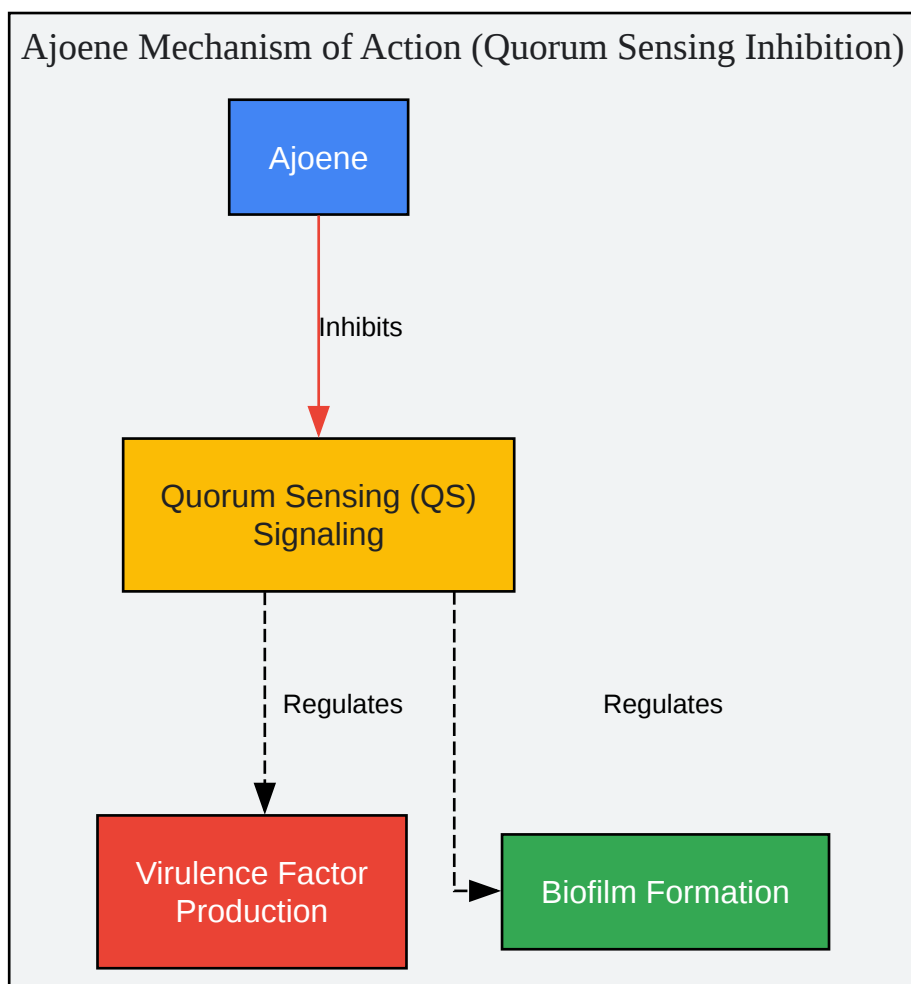 Ajoene Mechanism of Action (Quorum Sensing Inhibition)
Ajoene
Inhibits
Quorum Sensing (QS)
Signaling
Regulates
Regulates
Virulence Factor
Production
Biofilm Formation